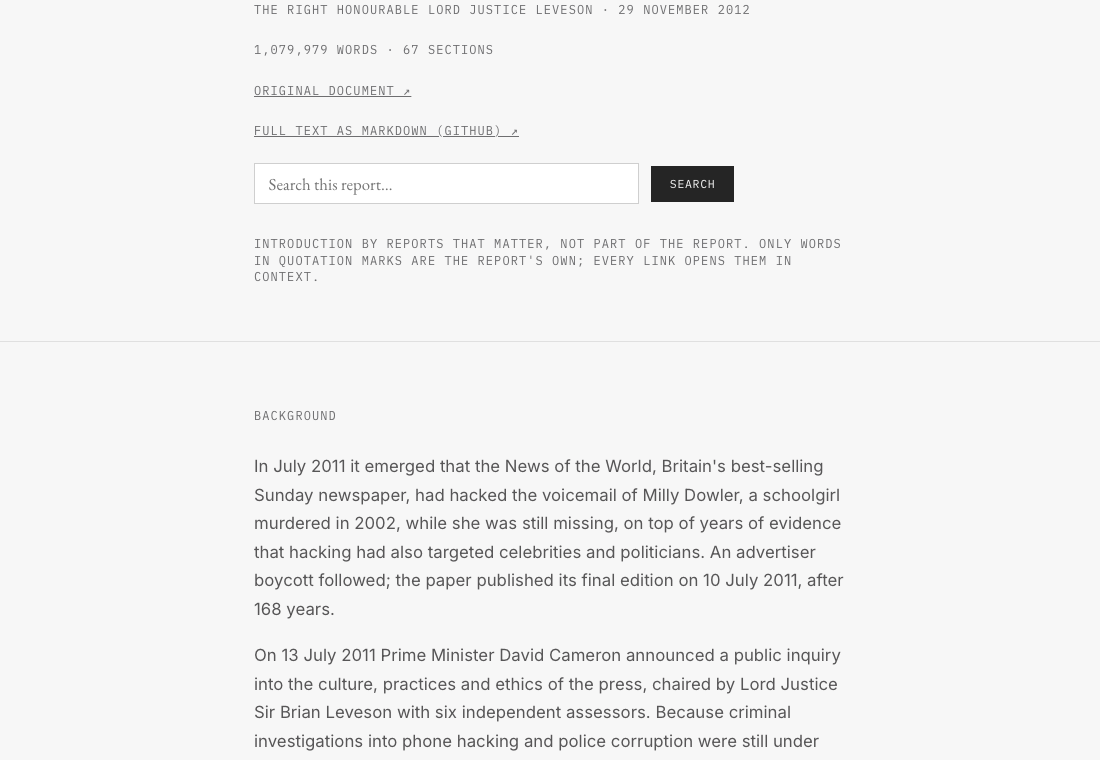 THE RIGHT HONOURABLE LORD JUSTICE LEVESON · 29 NOVEMBER 2012
1,079,979 WORDS · 67 SECTIONS
ORIGINAL DOCUMENT ↗
FULL TEXT AS MARKDOWN (GITHUB) ↗
Search this report...
SEARCH
INTRODUCTION BY REPORTS THAT MATTER, NOT PART OF THE REPORT. ONLY WORDS
IN QUOTATION MARKS ARE THE REPORT'S OWN; EVERY LINK OPENS THEM IN
CONTEXT.
BACKGROUND
In July 2011 it emerged that the News of the World, Britain's best-selling
Sunday newspaper, had hacked the voicemail of Milly Dowler, a schoolgirl
murdered in 2002, while she was still missing, on top of years of evidence
that hacking had also targeted celebrities and politicians. An advertiser
boycott followed; the paper published its final edition on 10 July 2011, after
168 years.
On 13 July 2011 Prime Minister David Cameron announced a public inquiry
into the culture, practices and ethics of the press, chaired by Lord Justice
Sir Brian Leveson with six independent assessors. Because criminal
investigations into phone hacking and police corruption were still under